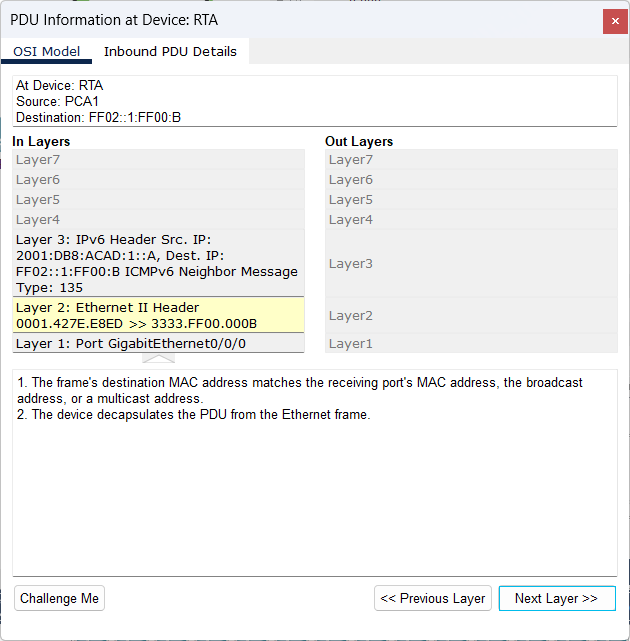 PDU Information at Device: RTA
OSI Model Inbound PDU Details
At Device: RTA
Source: PCA1
Destination: FF02::1:FF00:B
In Layers
Layer7
Layer6
Layer5
Layer4
Layer 3: IPv6 Header Src. IP:
2001:DB8:ACAD:1::A, Dest. IP:
FF02::1:FF00:B ICMPv6 Neighbor Message
Type: 135
Layer 2: Ethernet II Header
0001.427E.E8ED >> 3333.FF00.000B
Layer 1: Port GigabitEthernet0/0/0
Out Layers
Layer7
Layer6
Layer5
Layer4
Layer3
Layer2
Layer1
1. The frame's destination MAC address matches the receiving port's MAC address, the broadcast
address, or a multicast address.
2. The device decapsulates the PDU from the Ethernet frame.
Challenge Me
<< Previous Layer
Next Layer >>